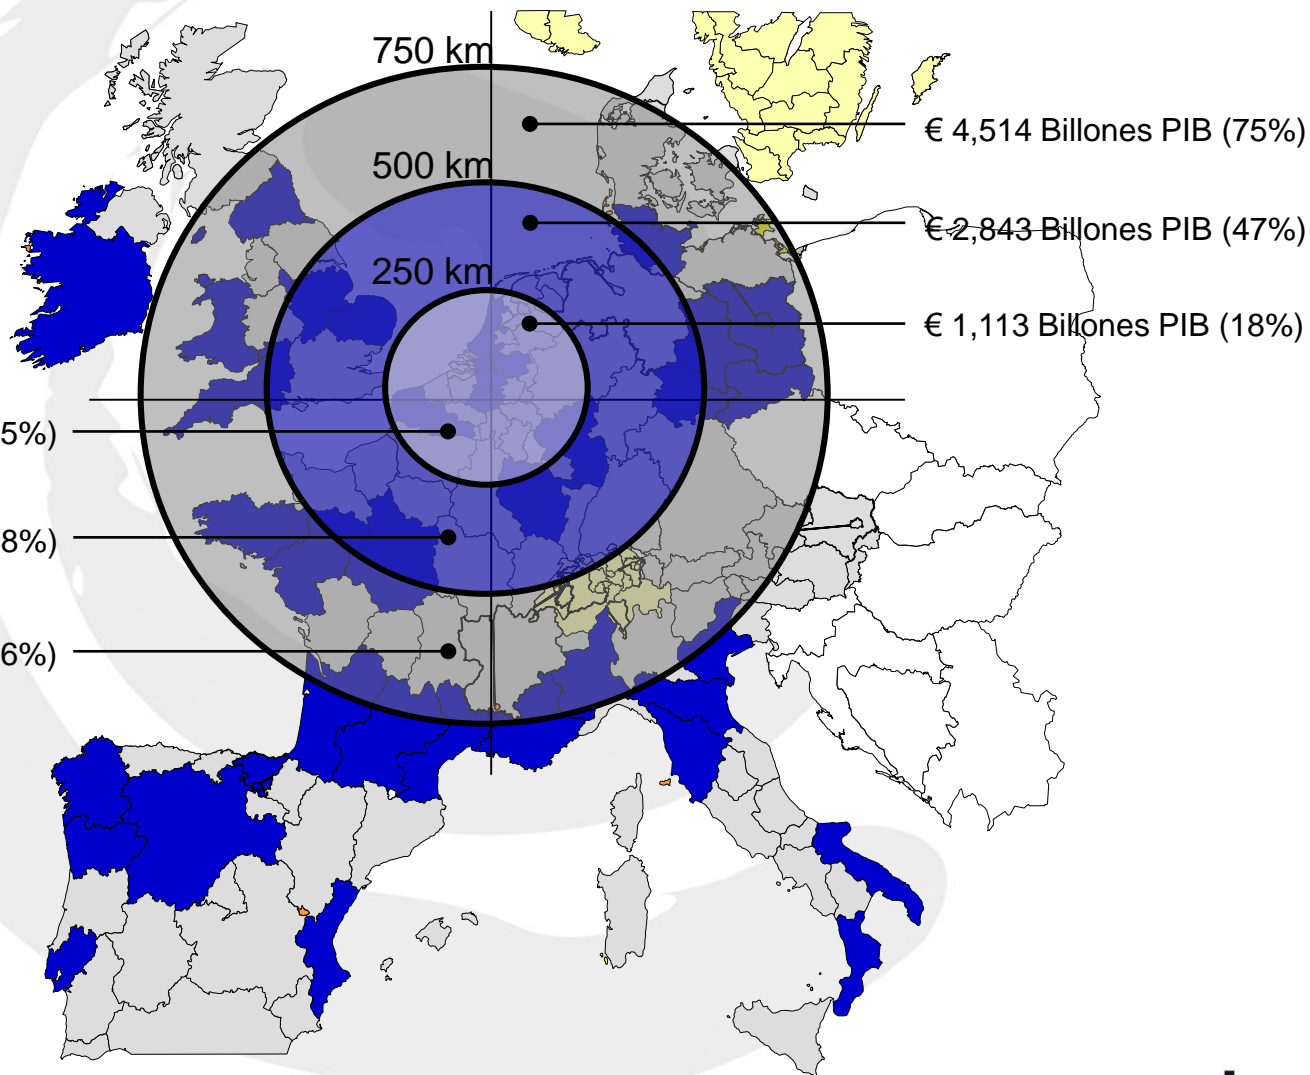 750 km
€ 4,514 Billones PIB (75%)
500 km
€ 2,843 Billones PIB (47%)
250 km
€ 1,113 Billones PIB (18%)
5%)
8%)
6%)